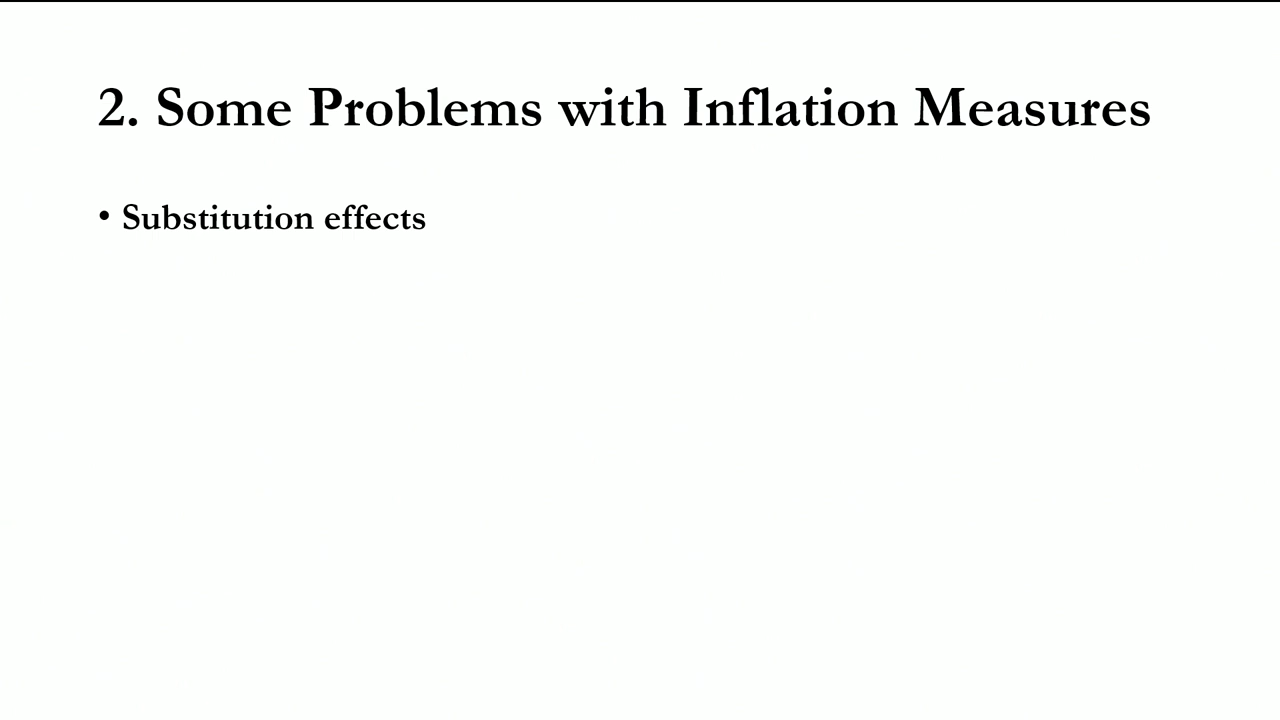 2. Some Problems with Inflation Measures
• Substitution effects